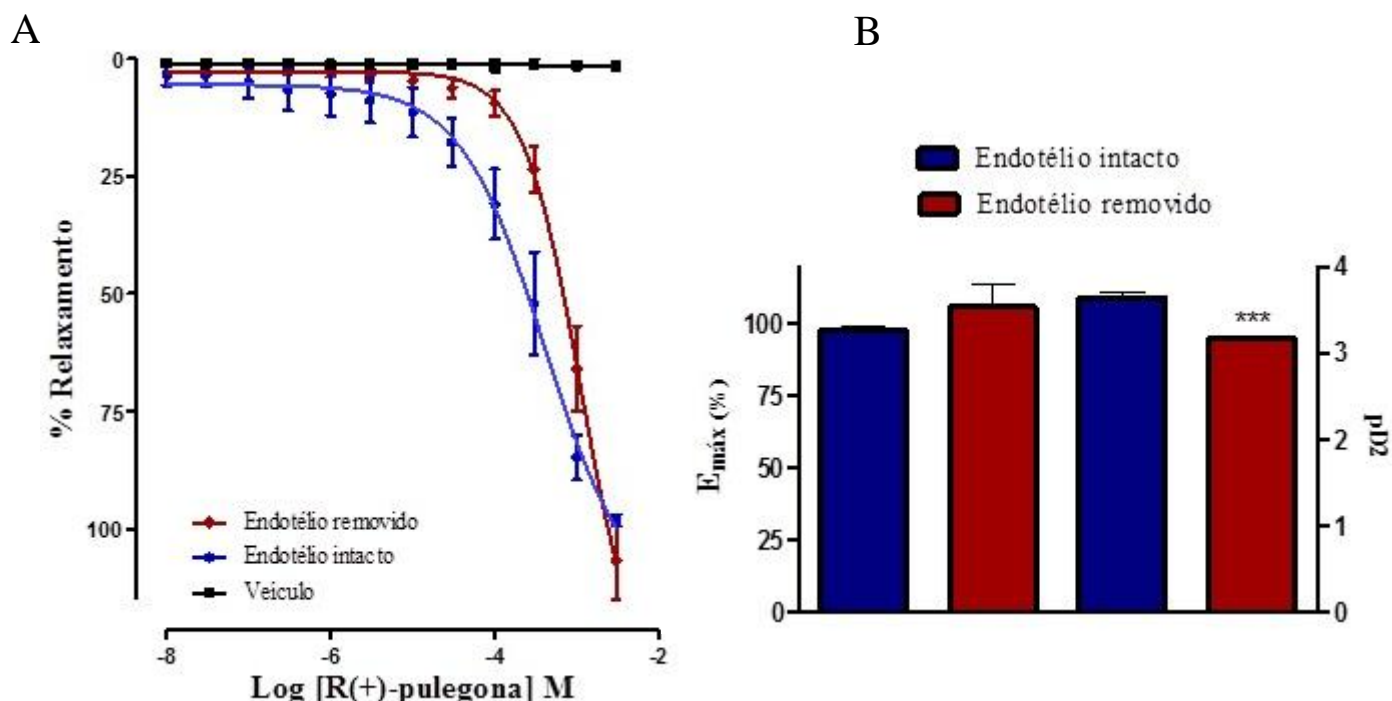 A
0
25
50
75
100
% Relaxamento
Endotélio removido
Endotélio intacto
Veículo
-8
-6
-4
-2
Log [R(+)-pulegona] M
B
Endotélio intacto
Endotélio removido
100
75
50
25
0
Emáx (%)
***
4
3
2
1
0
pD2